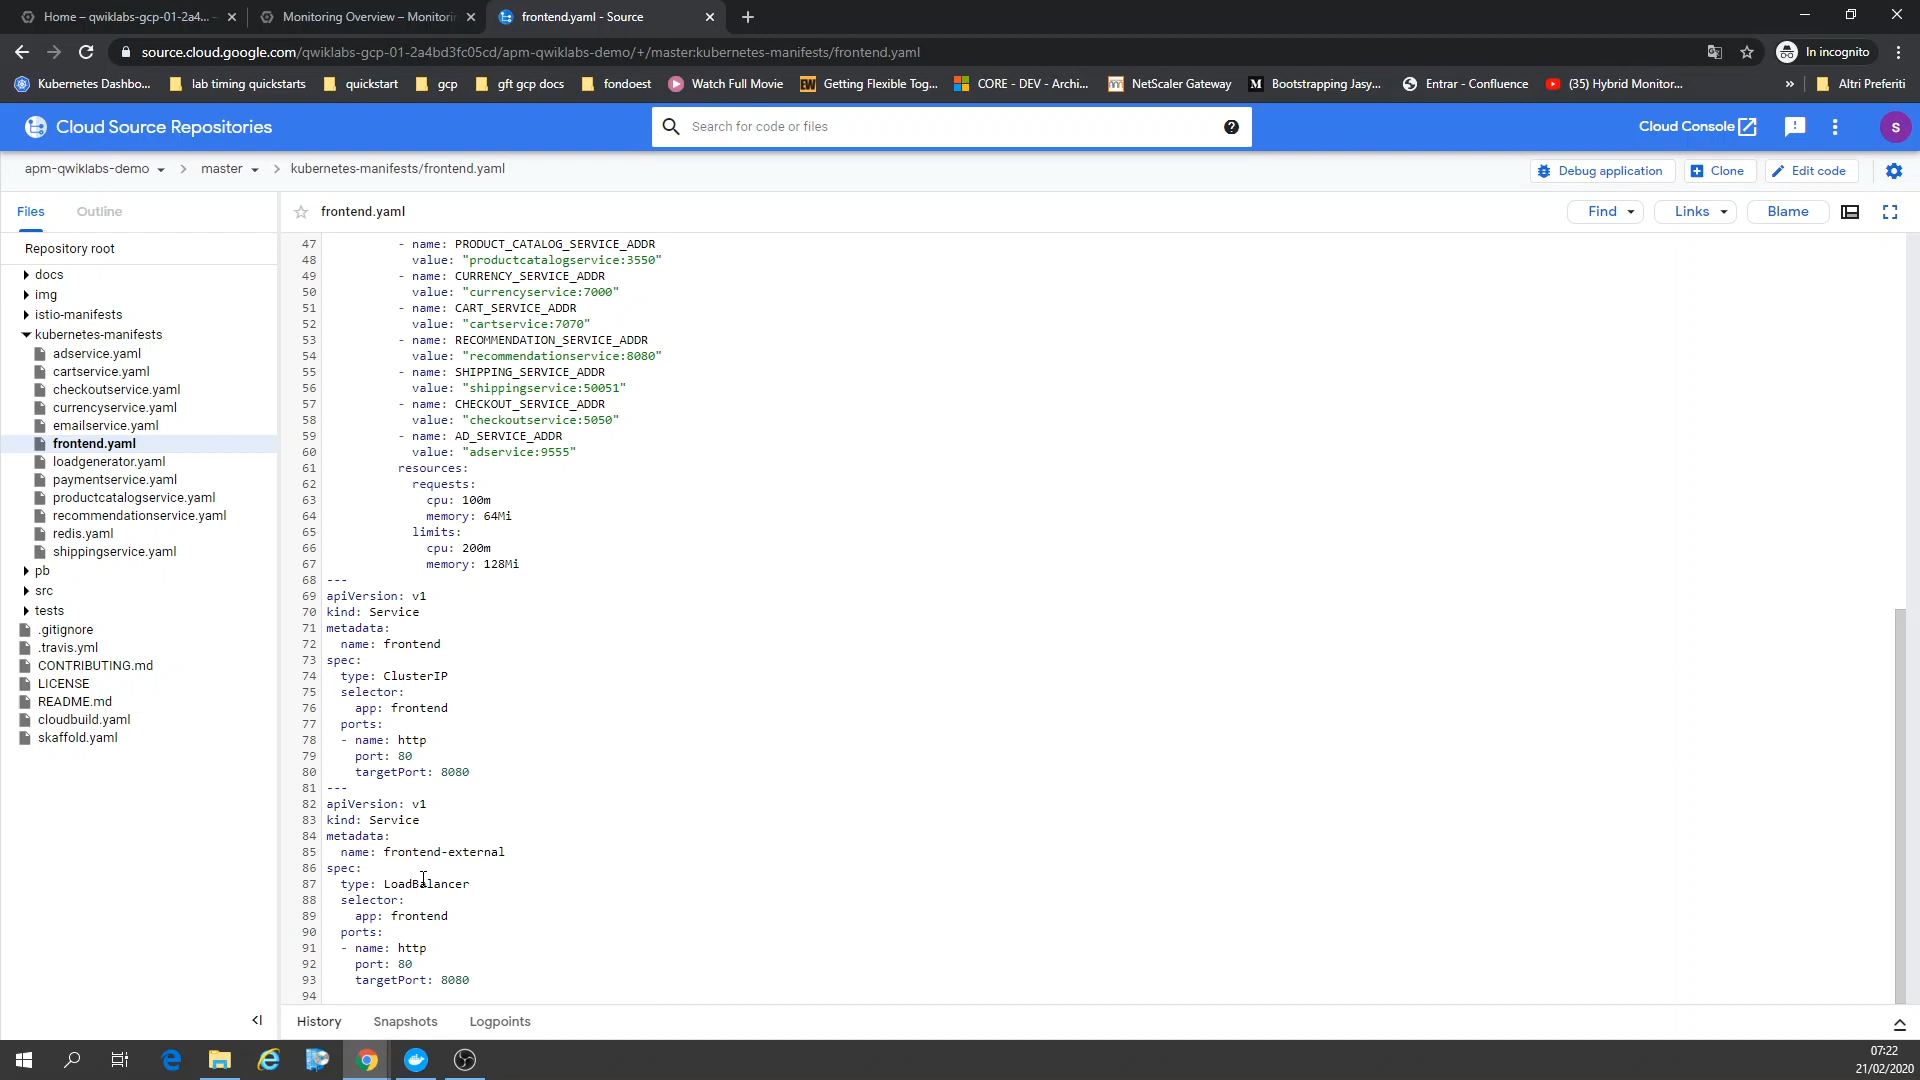 Home – qwiklabs-gcp-01-2a4...
Monitoring Overview – Monitorin
frontend.yaml - Source
source.cloud.google.com/qwiklabs-gcp-01-2a4bd3fc05cd/apm-qwiklabs-demo/+/master:kubernetes-manifests/frontend.yaml
In incognito
Kubernetes Dashbo...
lab timing quickstarts
quickstart
gcp
gft gcp docs
fondoest
Watch Full Movie
Getting Flexible Tog...
CORE - DEV - Archi...
NetScaler Gateway
Bootstrapping Jasy...
Entrar - Confluence
(35) Hybrid Monitor...
»
Altri Preferiti
Cloud Source Repositories
Search for code or files
Cloud Console
S
apm-qwiklabs-demo
master
kubernetes-manifests/frontend.yaml
Debug application
Clone
Edit code
Files
Outline
frontend.yaml
Find
Links
Blame
Repository root
docs
img
istio-manifests
kubernetes-manifests
adservice.yaml
cartservice.yaml
checkoutservice.yaml
currencyservice.yaml
emailservice.yaml
frontend.yaml
loadgenerator.yaml
paymentservice.yaml
productcatalogservice.yaml
recommendationservice.yaml
redis.yaml
shippingservice.yaml
pb
src
tests
.gitignore
.travis.yml
CONTRIBUTING.md
LICENSE
README.md
cloudbuild.yaml
skaffold.yaml
47 - name: PRODUCT_CATALOG_SERVICE_ADDR
48 value: "productcatalogservice:3550"
49 - name: CURRENCY_SERVICE_ADDR
50 value: "currencyservice:7000"
51 - name: CART_SERVICE_ADDR
52 value: "cartservice:7070"
53 - name: RECOMMENDATION_SERVICE_ADDR
54 value: "recommendationservice:8080"
55 - name: SHIPPING_SERVICE_ADDR
56 value: "shippingservice:50051"
57 - name: CHECKOUT_SERVICE_ADDR
58 value: "checkoutservice:5050"
59 - name: AD_SERVICE_ADDR
60 value: "adservice:9555"
61 resources:
62 requests:
63 cpu: 100m
64 memory: 64Mi
65 limits:
66 cpu: 200m
67 memory: 128Mi
68 ---
69 apiVersion: v1
70 kind: Service
71 metadata:
72 name: frontend
73 spec:
74 type: ClusterIP
75 selector:
76 app: frontend
77 ports:
78 - name: http
79 port: 80
80 targetPort: 8080
81 ---
82 apiVersion: v1
83 kind: Service
84 metadata:
85 name: frontend-external
86 spec:
87 type: LoadBalancer
88 selector:
89 app: frontend
90 ports:
91 - name: http
92 port: 80
93 targetPort: 8080
94
History
Snapshots
Logpoints
07:22
21/02/2020